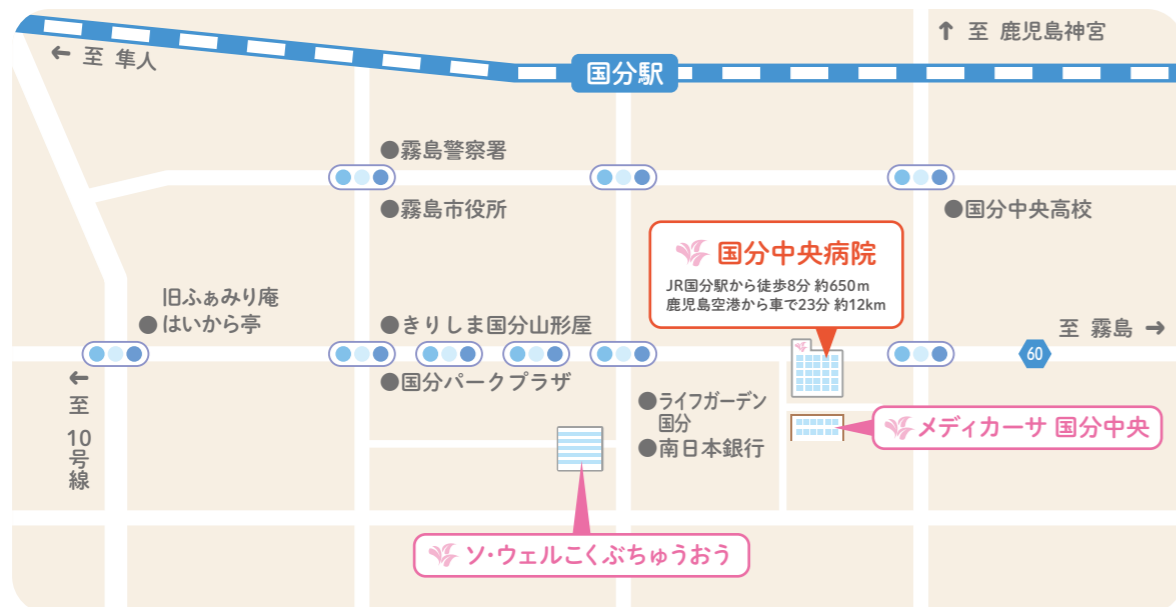 ↑ 至 鹿児島神宮
← 至 隼人
国分駅
●霧島警察署
●霧島市役所
●国分中央高校
国分中央病院
JR国分駅から徒歩8分 約650m
鹿児島空港から車で23分 約12km
旧ふぁみり庵
●はいから亭
●きりしま国分山形屋
至 霧島 →
60
●国分パークプラザ
← 至 10号線
●ライフガーデン
国分
●南日本銀行
メディカーサ 国分中央
ソ・ウェルこくぶちゅうおう